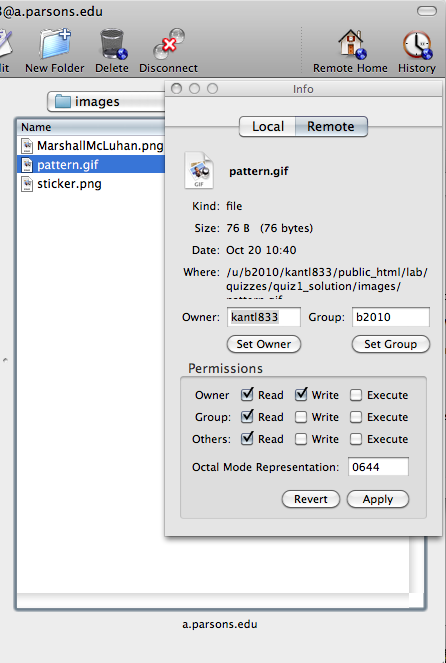 3@a.parsons.edu
lit New Folder Delete Disconnect Remote Home History
images
Info
Local Remote
Name
MarshallMcLuhan.png
pattern.gif
sticker.png
GIF
pattern.gif
Kind: file
Size: 76 B (76 bytes)
Date: Oct 20 10:40
Where: /u/b2010/kantl833/public_html/lab/
quizzes/quiz1_solution/images/
pattern.gif
Owner: kantl833 Group: b2010
Set Owner Set Group
Permissions
Owner Read Write Execute
Group: Read Write Execute
Others: Read Write Execute
Octal Mode Representation: 0644
Revert Apply
a.parsons.edu